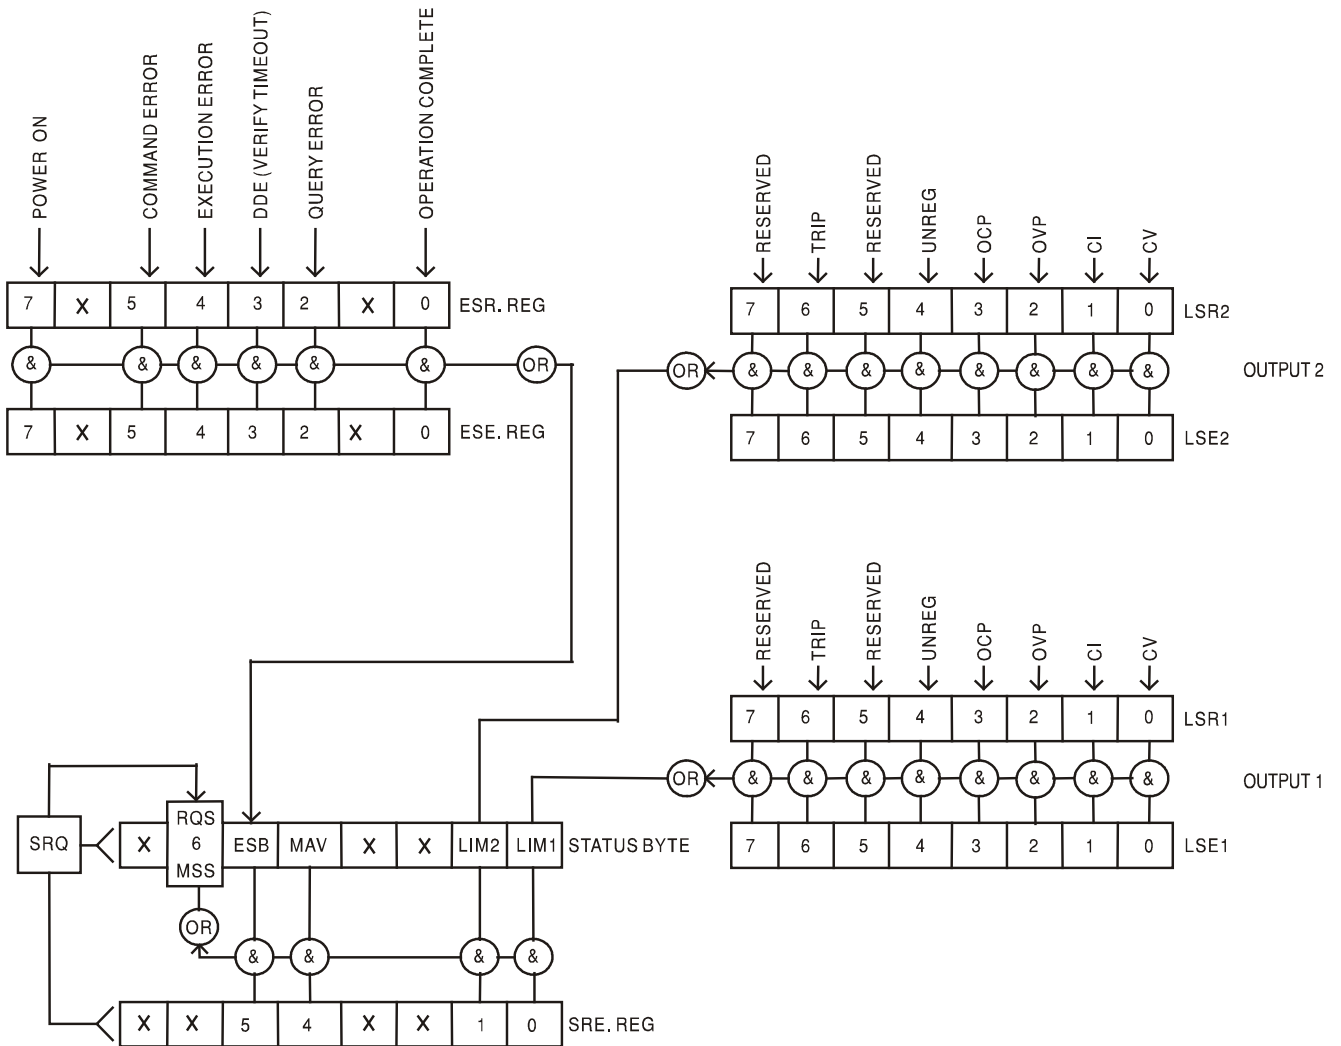 POWER ON
COMMAND ERROR
EXECUTION ERROR
DDE (VERIFY TIMEOUT)
QUERY ERROR
OPERATION COMPLETE
7 X 5 4 3 2 X 0 ESR. REG
& & & & & & OR
7 X 5 4 3 2 X 0 ESE. REG
RESERVED
TRIP
RESERVED
UNREG
OCP
OVP
CI
CV
7 6 5 4 3 2 1 0 LSR2
OR & & & & & & & & OUTPUT 2
7 6 5 4 3 2 1 0 LSE2
RESERVED
TRIP
RESERVED
UNREG
OCP
OVP
CI
CV
7 6 5 4 3 2 1 0 LSR1
OR & & & & & & & & OUTPUT 1
7 6 5 4 3 2 1 0 LSE1
RQS
SRQ X 6 ESB MAV X X LIM2 LIM1 STATUS BYTE
MSS
OR
& & & &
X X 5 4 X X 1 0 SRE. REG